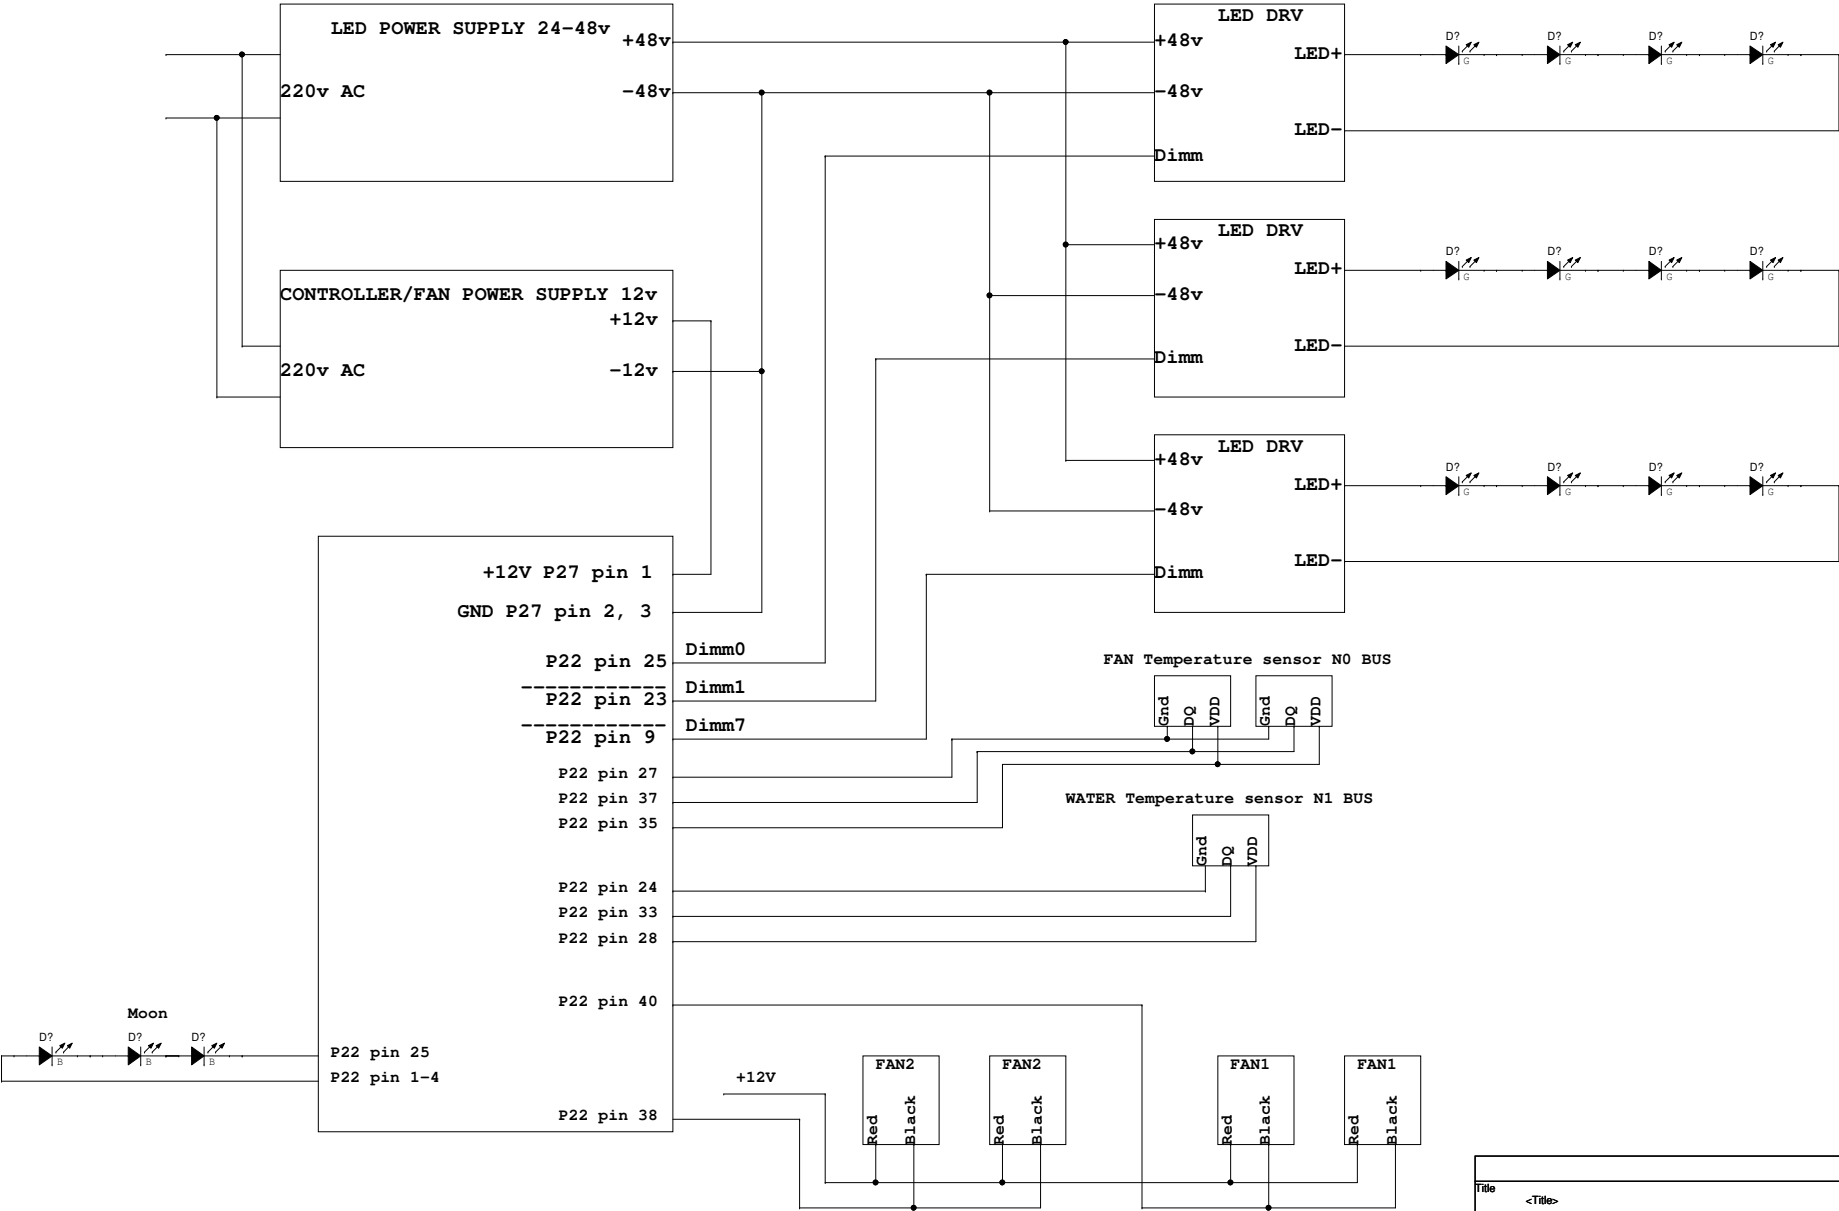 LED POWER SUPPLY 24-48v
+48v
220v AC
-48v
CONTROLLER/FAN POWER SUPPLY 12v
+12v
220v AC
-12v
LED DRV
+48v
LED+
-48v
LED-
Dimm
D?
G
D?
G
D?
G
D?
G
LED DRV
+48v
LED+
-48v
LED-
Dimm
D?
G
D?
G
D?
G
D?
G
LED DRV
+48v
LED+
-48v
LED-
Dimm
D?
G
D?
G
D?
G
D?
G
+12V P27 pin 1
GND P27 pin 2, 3
P22 pin 25
Dimm0
P22 pin 23
Dimm1
P22 pin 9
Dimm7
P22 pin 27
P22 pin 37
P22 pin 35
P22 pin 24
P22 pin 33
P22 pin 28
P22 pin 40
P22 pin 25
P22 pin 1-4
P22 pin 38
FAN Temperature sensor N0 BUS
Gnd
DQ
VDD
Gnd
DQ
VDD
WATER Temperature sensor N1 BUS
Gnd
DQ
VDD
Moon
D?
B
D?
B
D?
B
+12V
FAN2
Red
Black
FAN2
Red
Black
FAN1
Red
Black
FAN1
Red
Black
Title
<Title>